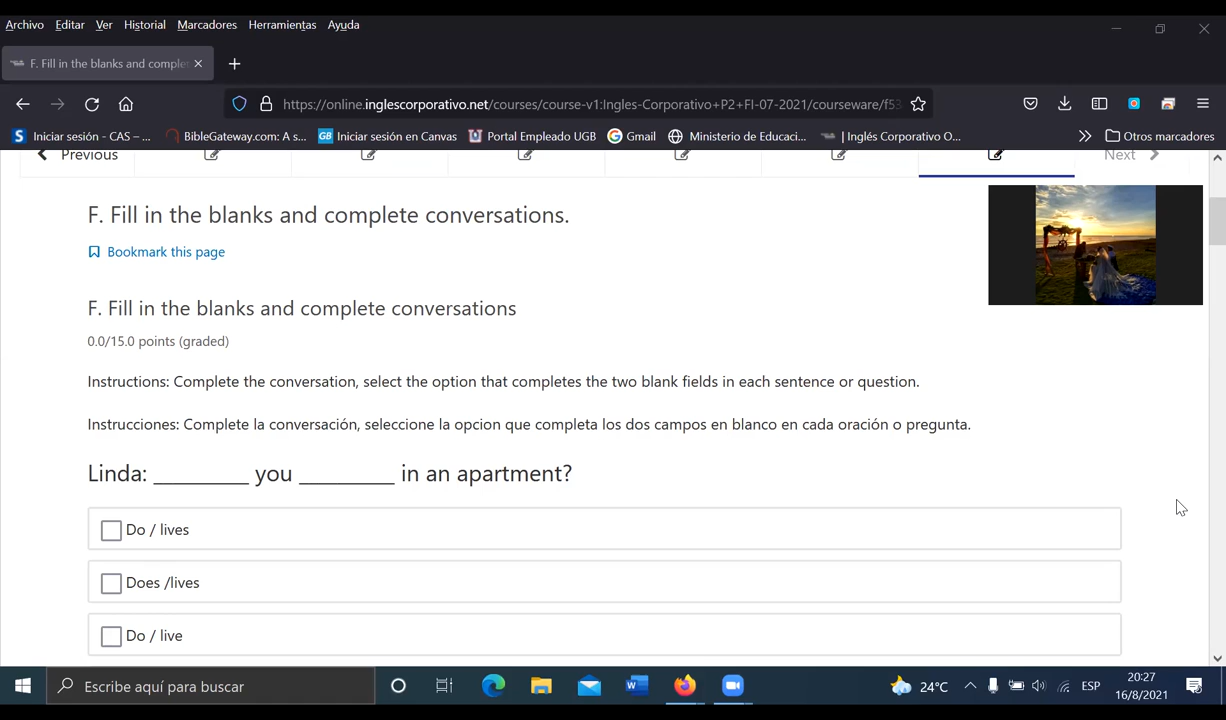 Archivo Editar Ver Historial Marcadores Herramientas Ayuda
F. Fill in the blanks and comple
https://online.inglescorporativo.net/courses/course-v1:Ingles-Corporativo+P2+FI-07-2021/courseware/f53
Iniciar sesión - CAS – ... BibleGateway.com: A s... Iniciar sesión en Canvas Portal Empleado UGB Gmail Ministerio de Educaci... | Inglés Corporativo O... Otros marcadores
Previous Next
F. Fill in the blanks and complete conversations.
Bookmark this page
F. Fill in the blanks and complete conversations
0.0/15.0 points (graded)
Instructions: Complete the conversation, select the option that completes the two blank fields in each sentence or question.
Instrucciones: Complete la conversación, seleccione la opcion que completa los dos campos en blanco en cada oración o pregunta.
Linda: _________ you _________ in an apartment?
Do / lives
Does /lives
Do / live
Escribe aquí para buscar
24°C
ESP
20:27
16/8/2021